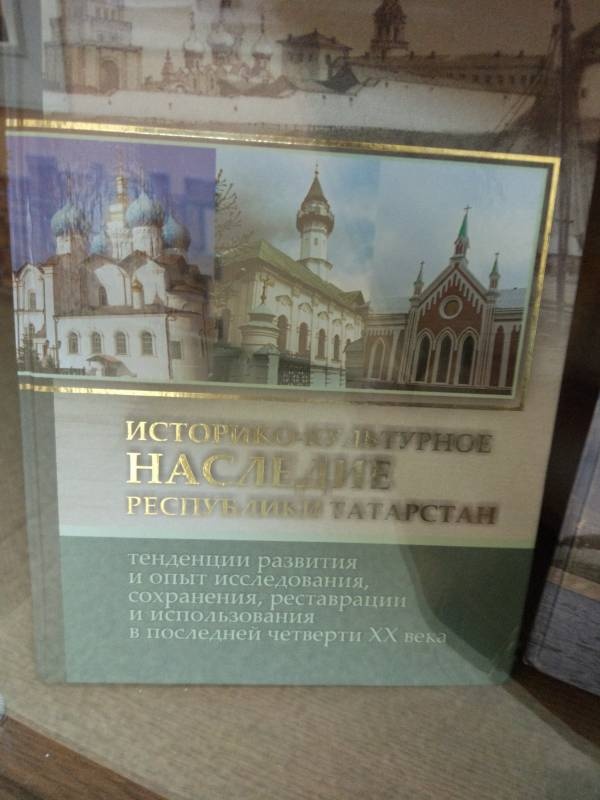 ИСТОРИКО-КУЛЬТУРНОЕ
НАСЛЕДИЕ
РЕСПУБЛИКИ ТАТАРСТАН
тенденции развития
и опыт исследования,
сохранения, реставрации
и использования
в последней четверти XX века